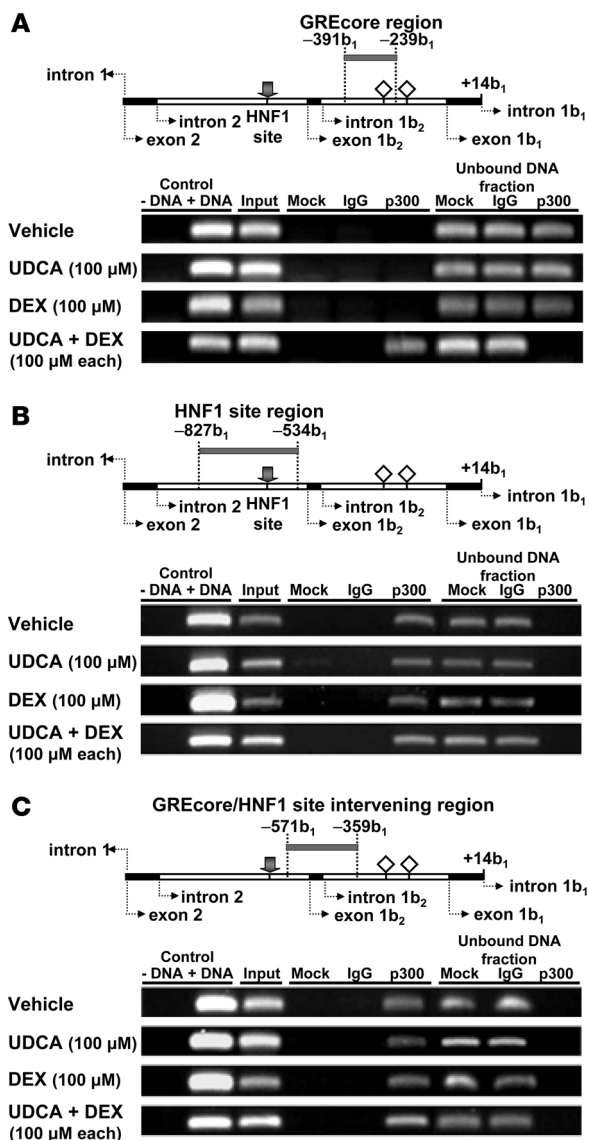 A
GREcore region
−391b₁ −239b₁
intron 1
+14b₁
intron 2 HNF1 site intron 1b₂ intron 1b₁
exon 2 exon 1b₂ exon 1b₁
Control Unbound DNA fraction
- DNA + DNA Input Mock IgG p300 Mock IgG p300
Vehicle
UDCA (100 µM)
DEX (100 µM)
UDCA + DEX
(100 µM each)
B
HNF1 site region
−827b₁ −534b₁
intron 1
+14b₁
intron 2 HNF1 site intron 1b₂ intron 1b₁
exon 2 exon 1b₂ exon 1b₁
Control Unbound DNA fraction
- DNA + DNA Input Mock IgG p300 Mock IgG p300
Vehicle
UDCA (100 µM)
DEX (100 µM)
UDCA + DEX
(100 µM each)
C
GREcore/HNF1 site intervening region
−571b₁ −359b₁
intron 1
+14b₁
intron 2 intron 1b₂ intron 1b₁
exon 2 exon 1b₂ exon 1b₁
Control Unbound DNA fraction
- DNA + DNA Input Mock IgG p300 Mock IgG p300
Vehicle
UDCA (100 µM)
DEX (100 µM)
UDCA + DEX
(100 µM each)